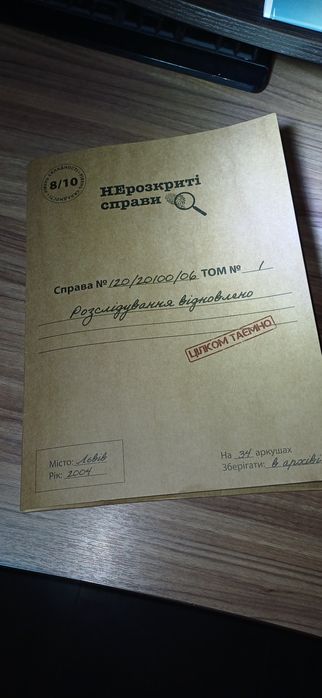 8/10
НЕрозкриті
справи
Справа № 120/20100/06 ТОМ № 1
Розслідування відновлено
ЦІЛКОМ ТАЄМНО
Місто: Лєвів
Рік: 2004
На 34 аркушах
Зберігати: в архіві